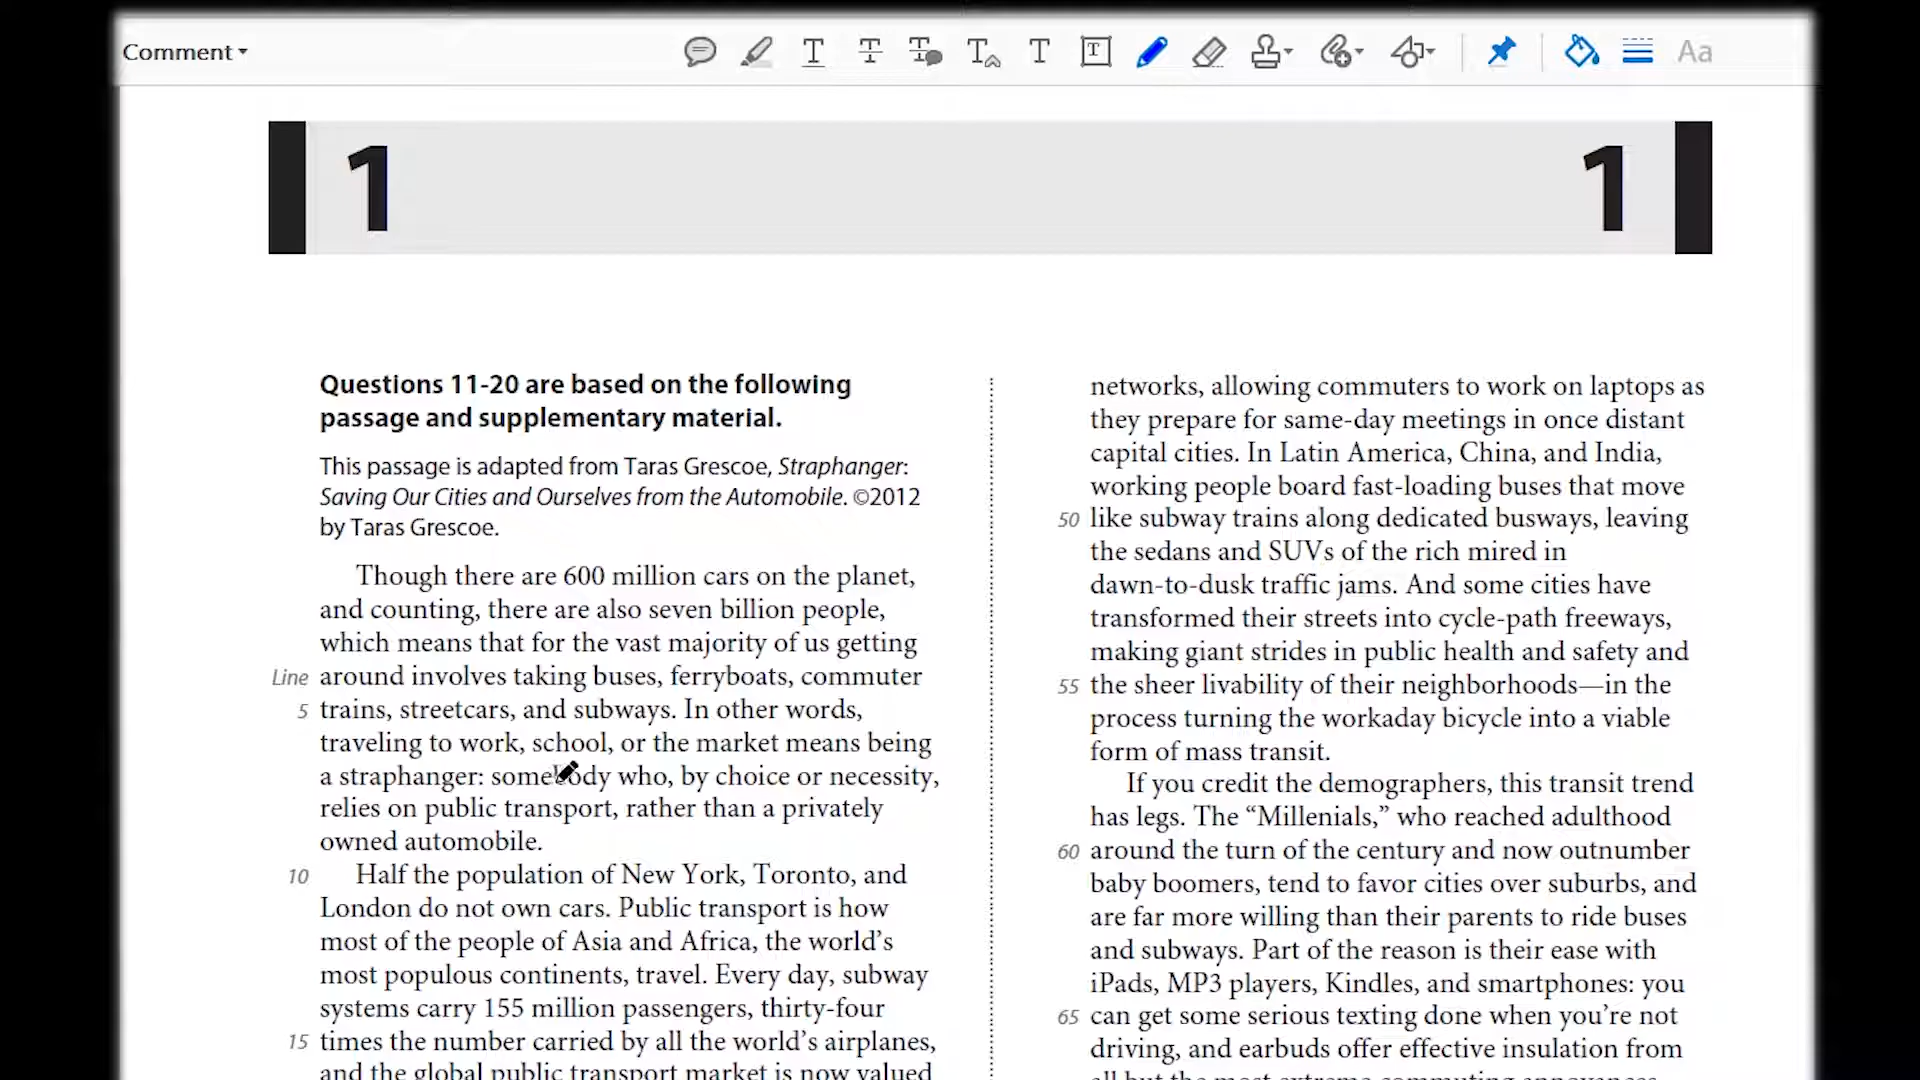 Comment
1
1
Questions 11-20 are based on the following
passage and supplementary material.
This passage is adapted from Taras Grescoe, Straphanger:
Saving Our Cities and Ourselves from the Automobile. ©2012
by Taras Grescoe.
Though there are 600 million cars on the planet,
and counting, there are also seven billion people,
which means that for the vast majority of us getting
Line around involves taking buses, ferryboats, commuter
5 trains, streetcars, and subways. In other words,
traveling to work, school, or the market means being
a straphanger: somebody who, by choice or necessity,
relies on public transport, rather than a privately
owned automobile.
10 Half the population of New York, Toronto, and
London do not own cars. Public transport is how
most of the people of Asia and Africa, the world’s
most populous continents, travel. Every day, subway
systems carry 155 million passengers, thirty-four
15 times the number carried by all the world’s airplanes,
and the global public transport market is now valued
networks, allowing commuters to work on laptops as
they prepare for same-day meetings in once distant
capital cities. In Latin America, China, and India,
working people board fast-loading buses that move
50 like subway trains along dedicated busways, leaving
the sedans and SUVs of the rich mired in
dawn-to-dusk traffic jams. And some cities have
transformed their streets into cycle-path freeways,
making giant strides in public health and safety and
55 the sheer livability of their neighborhoods—in the
process turning the workaday bicycle into a viable
form of mass transit.
If you credit the demographers, this transit trend
has legs. The “Millenials,” who reached adulthood
60 around the turn of the century and now outnumber
baby boomers, tend to favor cities over suburbs, and
are far more willing than their parents to ride buses
and subways. Part of the reason is their ease with
iPads, MP3 players, Kindles, and smartphones: you
65 can get some serious texting done when you’re not
driving, and earbuds offer effective insulation from
all but the most extreme commuting annoyances.